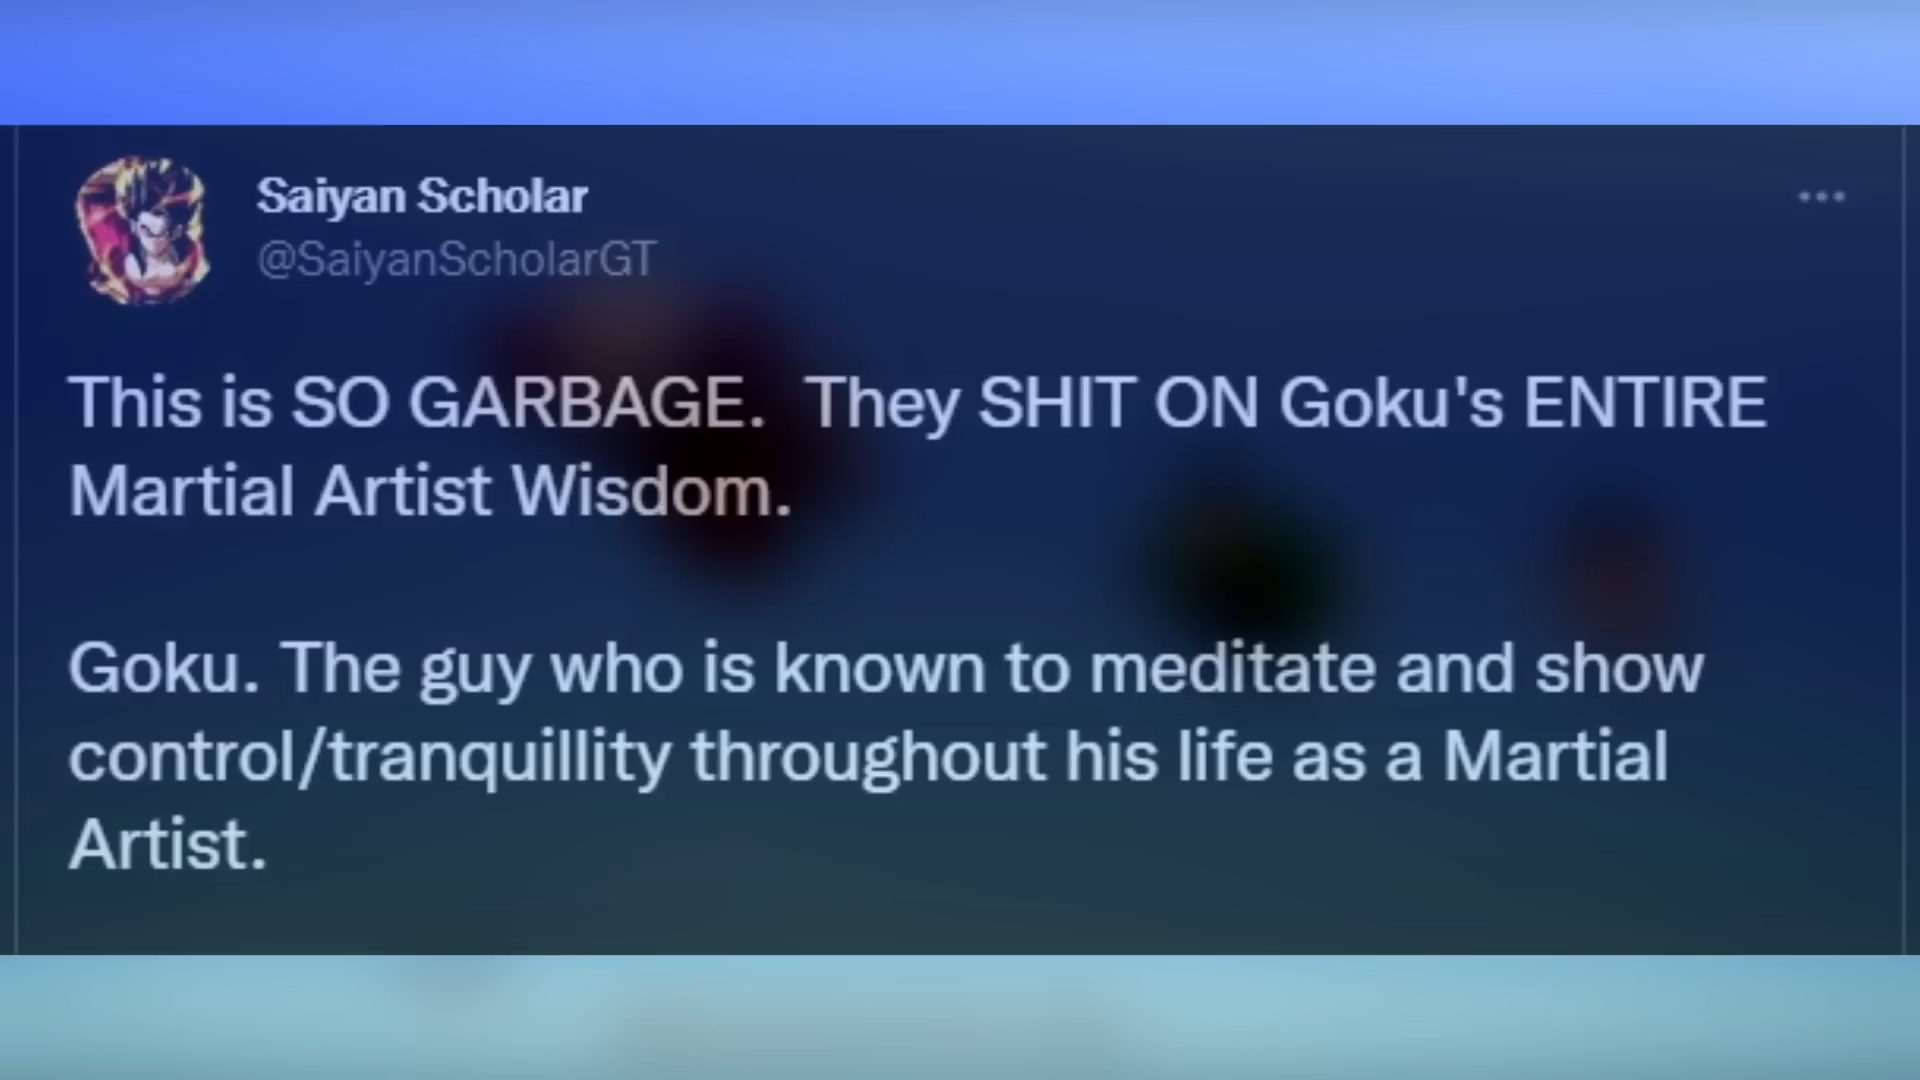 Saiyan Scholar
@SaiyanScholarGT
This is SO GARBAGE.  They SHIT ON Goku's ENTIRE
Martial Artist Wisdom.
Goku. The guy who is known to meditate and show
control/tranquillity throughout his life as a Martial
Artist.